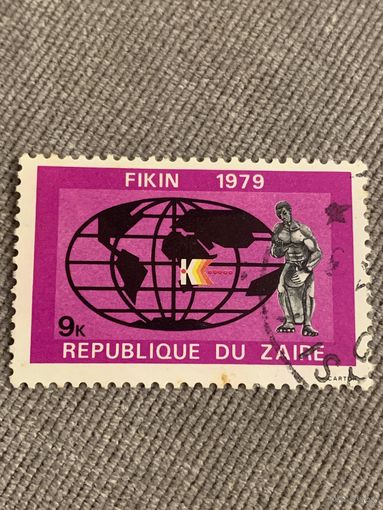 FIKIN 1979
K
9K
REPUBLIQUE DU ZAIRE